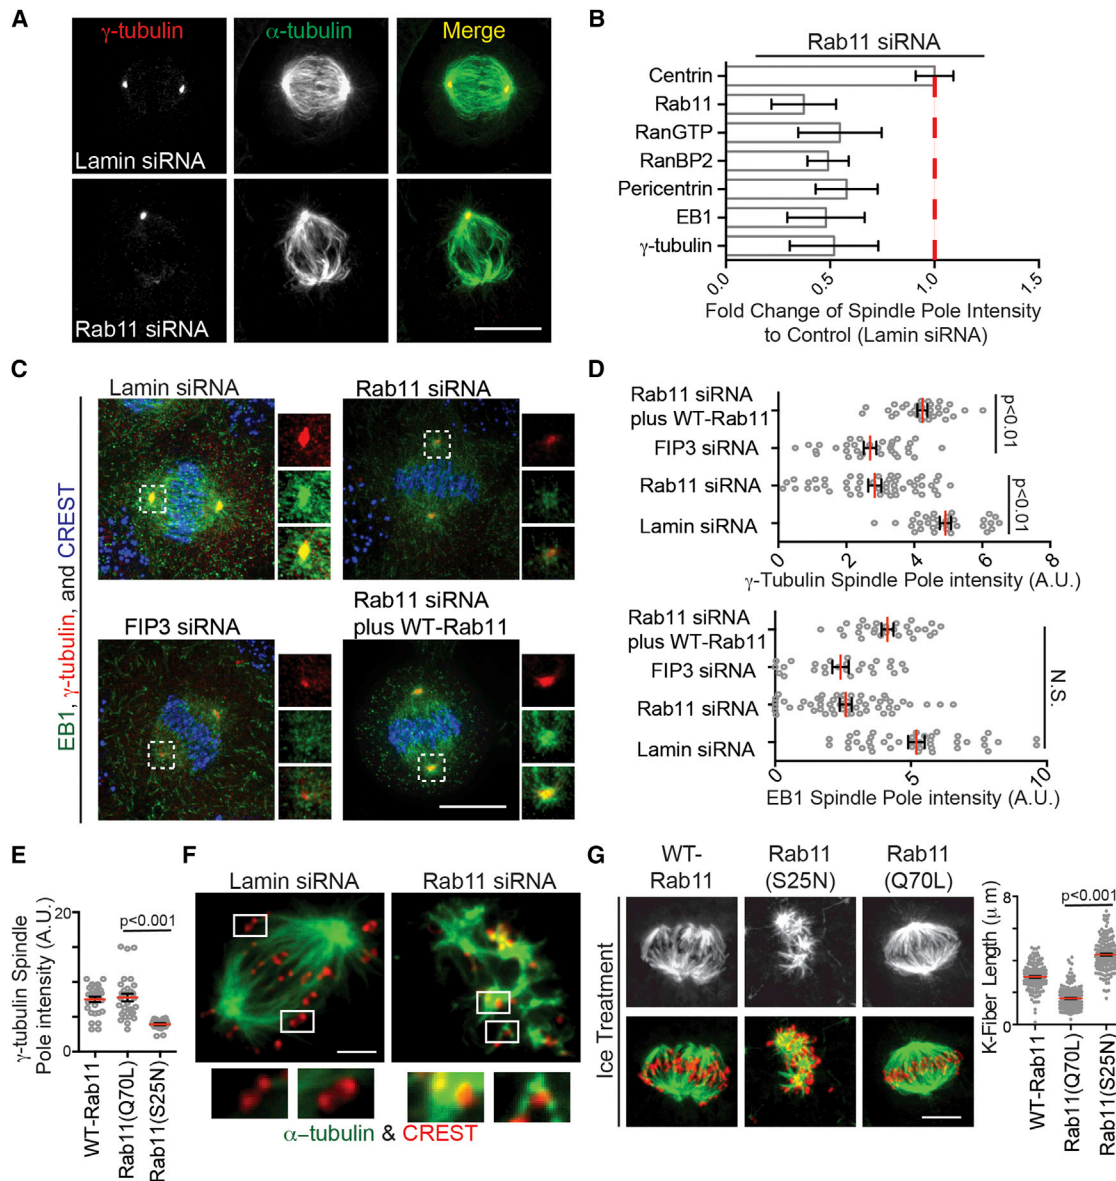 A
γ-tubulin
α-tubulin
Merge
Lamin siRNA
Rab11 siRNA
B
Rab11 siRNA
Centrin
Rab11
RanGTP
RanBP2
Pericentrin
EB1
γ-tubulin
0.0
0.5
1.0
1.5
Fold Change of Spindle Pole Intensity
to Control (Lamin siRNA)
C
Lamin siRNA
Rab11 siRNA
EB1, γ-tubulin, and CREST
FIP3 siRNA
Rab11 siRNA
plus WT-Rab11
D
Rab11 siRNA
plus WT-Rab11
FIP3 siRNA
Rab11 siRNA
Lamin siRNA
p<0.01
p<0.01
0
2
4
6
8
γ-Tubulin Spindle Pole intensity (A.U.)
Rab11 siRNA
plus WT-Rab11
FIP3 siRNA
Rab11 siRNA
Lamin siRNA
N.S.
0
5
10
EB1 Spindle Pole intensity (A.U.)
E
γ-tubulin Spindle
Pole intensity (A.U.)
20
10
0
p<0.001
WT-Rab11
Rab11(Q70L)
Rab11(S25N)
F
Lamin siRNA
Rab11 siRNA
α-tubulin & CREST
G
WT-
Rab11
Rab11
(S25N)
Rab11
(Q70L)
Ice Treatment
K-Fiber Length (μm)
8
4
0
p<0.001
WT-Rab11
Rab11(Q70L)
Rab11(S25N)